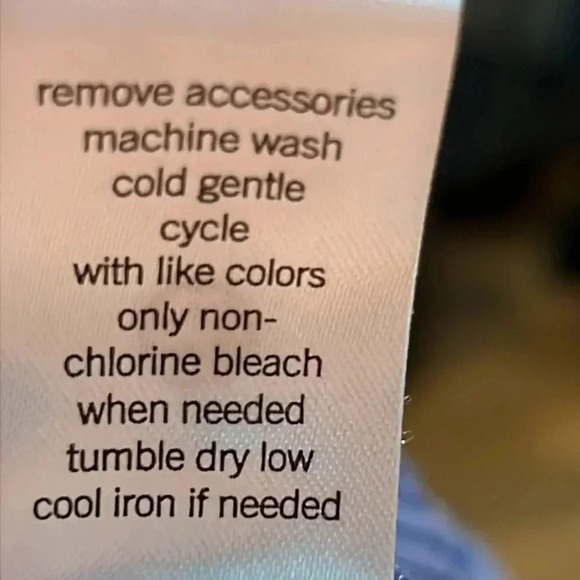 remove accessories
machine wash
cold gentle
cycle
with like colors
only non-
chlorine bleach
when needed
tumble dry low
cool iron if needed